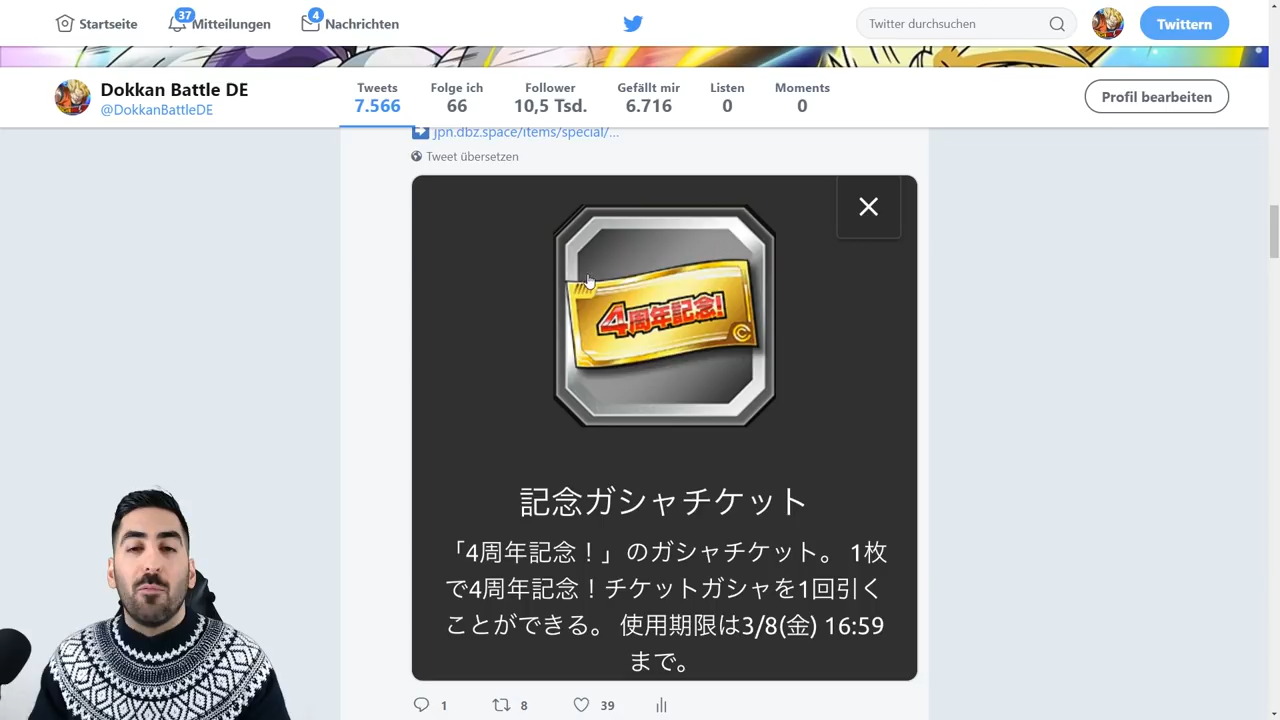 Startseite
37
Mitteilungen
4
Nachrichten
Twitter durchsuchen
Twittern
Dokkan Battle DE
@DokkanBattleDE
Tweets
7.566
Folge ich
66
Follower
10,5 Tsd.
Gefällt mir
6.716
Listen
0
Moments
0
Profil bearbeiten
jpn.dbz.space/items/special/...
Tweet übersetzen
4周年記念!
記念ガシャチケット
「4周年記念！」のガシャチケット。 1枚
で4周年記念！チケットガシャを1回引く
ことができる。 使用期限は3/8(金) 16:59
まで。
1
8
39